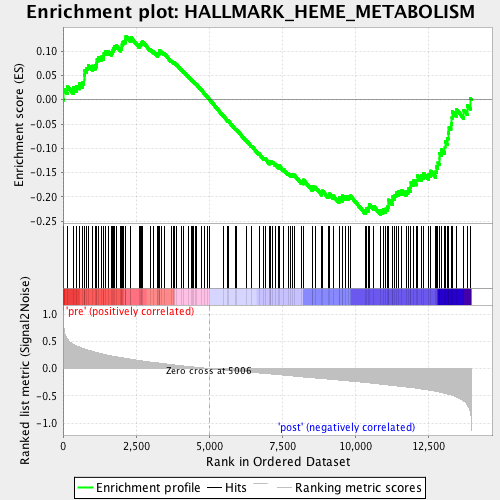 Enrichment plot: HALLMARK_HEME_METABOLISM
Enrichment score (ES)
0.10
0.05
0.00
-0.05
-0.10
-0.15
-0.20
-0.25
Ranked list metric (Signal2Noise)
1.0
0.5
0.0
-0.5
-1.0
'pre' (positively correlated)
Zero cross at 5006
'post' (negatively correlated)
0
2,500
5,000
7,500
10,000
12,500
Rank in Ordered Dataset
Enrichment profile
Hits
Ranking metric scores